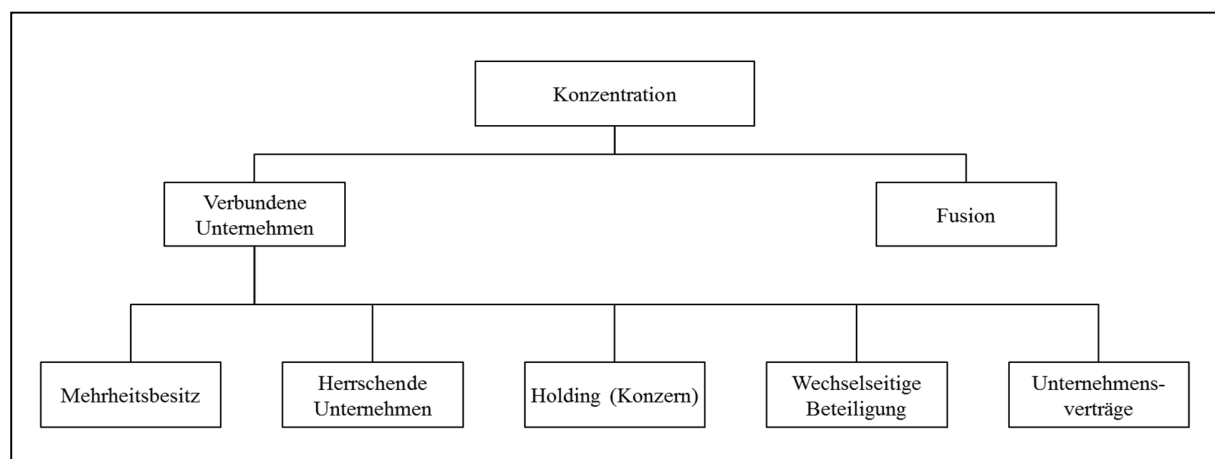 Konzentration
Verbundene
Unternehmen
Fusion
Mehrheitsbesitz
Herrschende
Unternehmen
Holding (Konzern)
Wechselseitige
Beteiligung
Unternehmens-
verträge